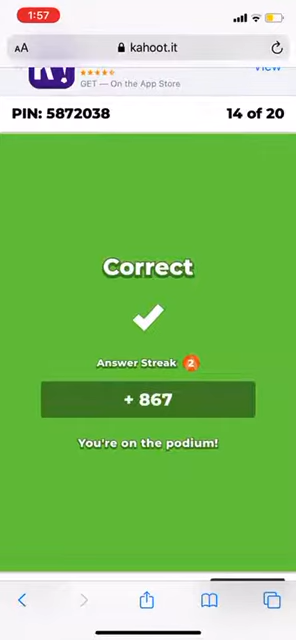 1:57
AA kahoot.it
K!
GET — On the App Store
PIN: 5872038 14 of 20
Correct
Answer Streak 2
+ 867
You're on the podium!